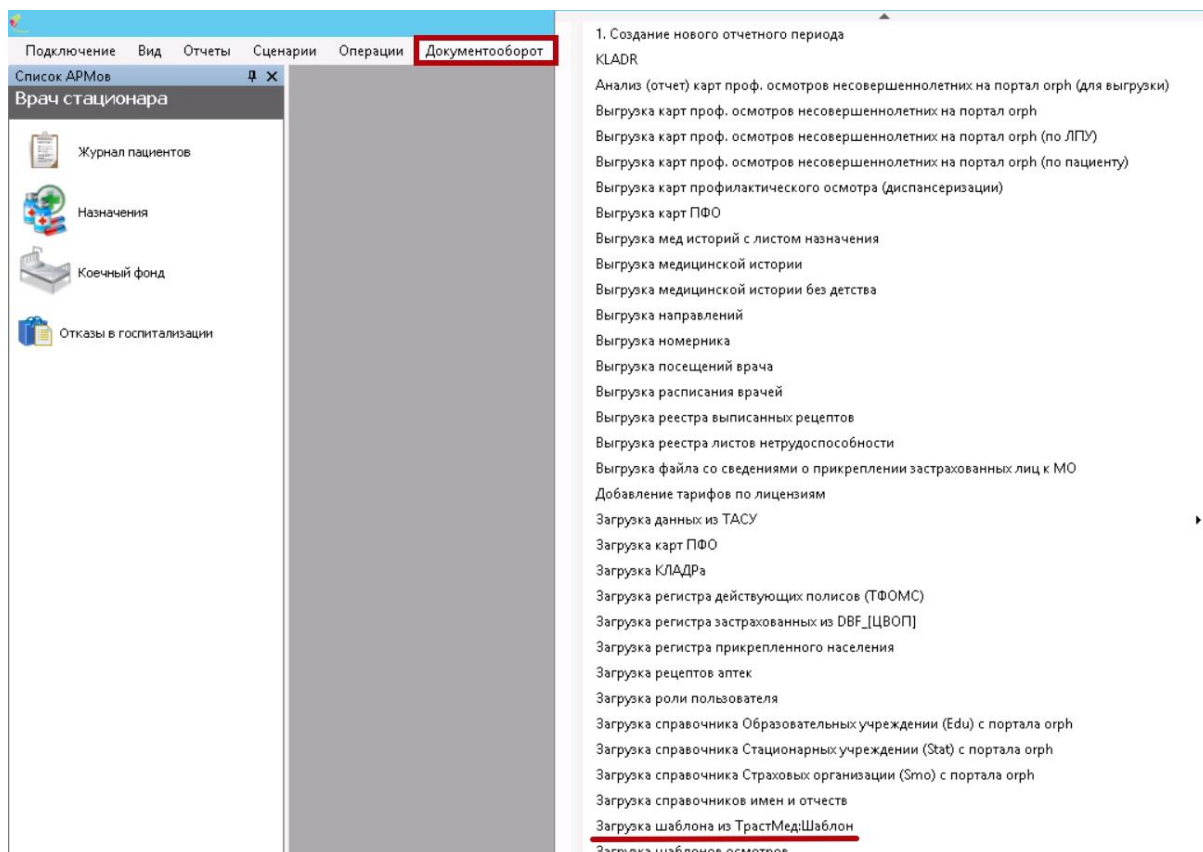 Подключение Вид Отчеты Сценарии Операции Документооборот
Список АРМов
Врач стационара
Журнал пациентов
Назначения
Коечный фонд
Отказы в госпитализации
1. Создание нового отчетного периода
KLADR
Анализ (отчет) карт проф. осмотров несовершеннолетних на портал orph (для выгрузки)
Выгрузка карт проф. осмотров несовершеннолетних на портал orph
Выгрузка карт проф. осмотров несовершеннолетних на портал orph (по ЛПУ)
Выгрузка карт проф. осмотров несовершеннолетних на портал orph (по пациенту)
Выгрузка карт профилактического осмотра (диспансеризации)
Выгрузка карт ПФО
Выгрузка мед историй с листом назначения
Выгрузка медицинской истории
Выгрузка медицинской истории без детства
Выгрузка направлений
Выгрузка номерника
Выгрузка посещений врача
Выгрузка расписания врачей
Выгрузка реестра выписанных рецептов
Выгрузка реестра листов нетрудоспособности
Выгрузка файла со сведениями о прикреплении застрахованных лиц к МО
Добавление тарифов по лицензиям
Загрузка данных из ТАСУ
Загрузка карт ПФО
Загрузка КЛАДРа
Загрузка регистра действующих полисов (ТФОМС)
Загрузка регистра застрахованных из DBF_[ЦВОП]
Загрузка регистра прикрепленного населения
Загрузка рецептов аптек
Загрузка роли пользователя
Загрузка справочника Образовательных учреждении (Edu) с портала orph
Загрузка справочника Стационарных учреждении (Stat) с портала orph
Загрузка справочника Страховых организации (Smo) с портала orph
Загрузка справочников имен и отчеств
Загрузка шаблона из ТрастМед:Шаблон
Загрузка шаблонов осмотров